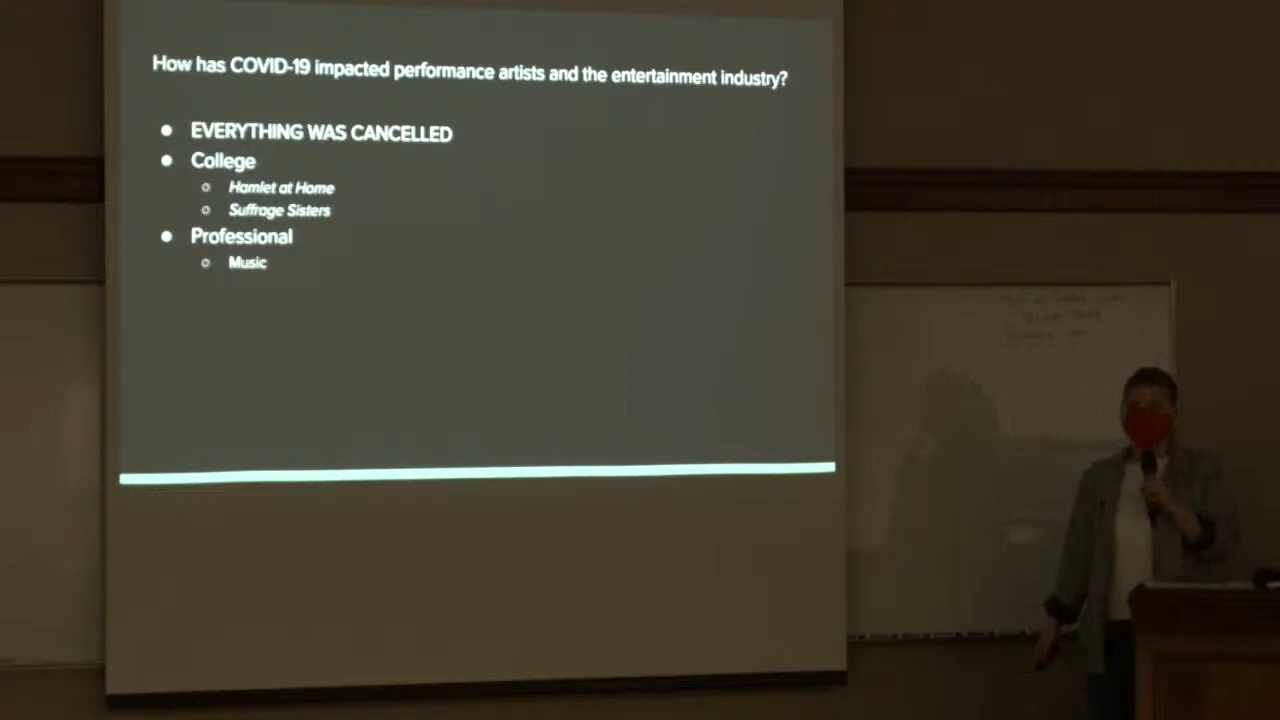 How has COVID-19 impacted performance artists and the entertainment industry?
● EVERYTHING WAS CANCELLED
● College
○ Hamlet at Home
○ Suffrage Sisters
● Professional
○ Music